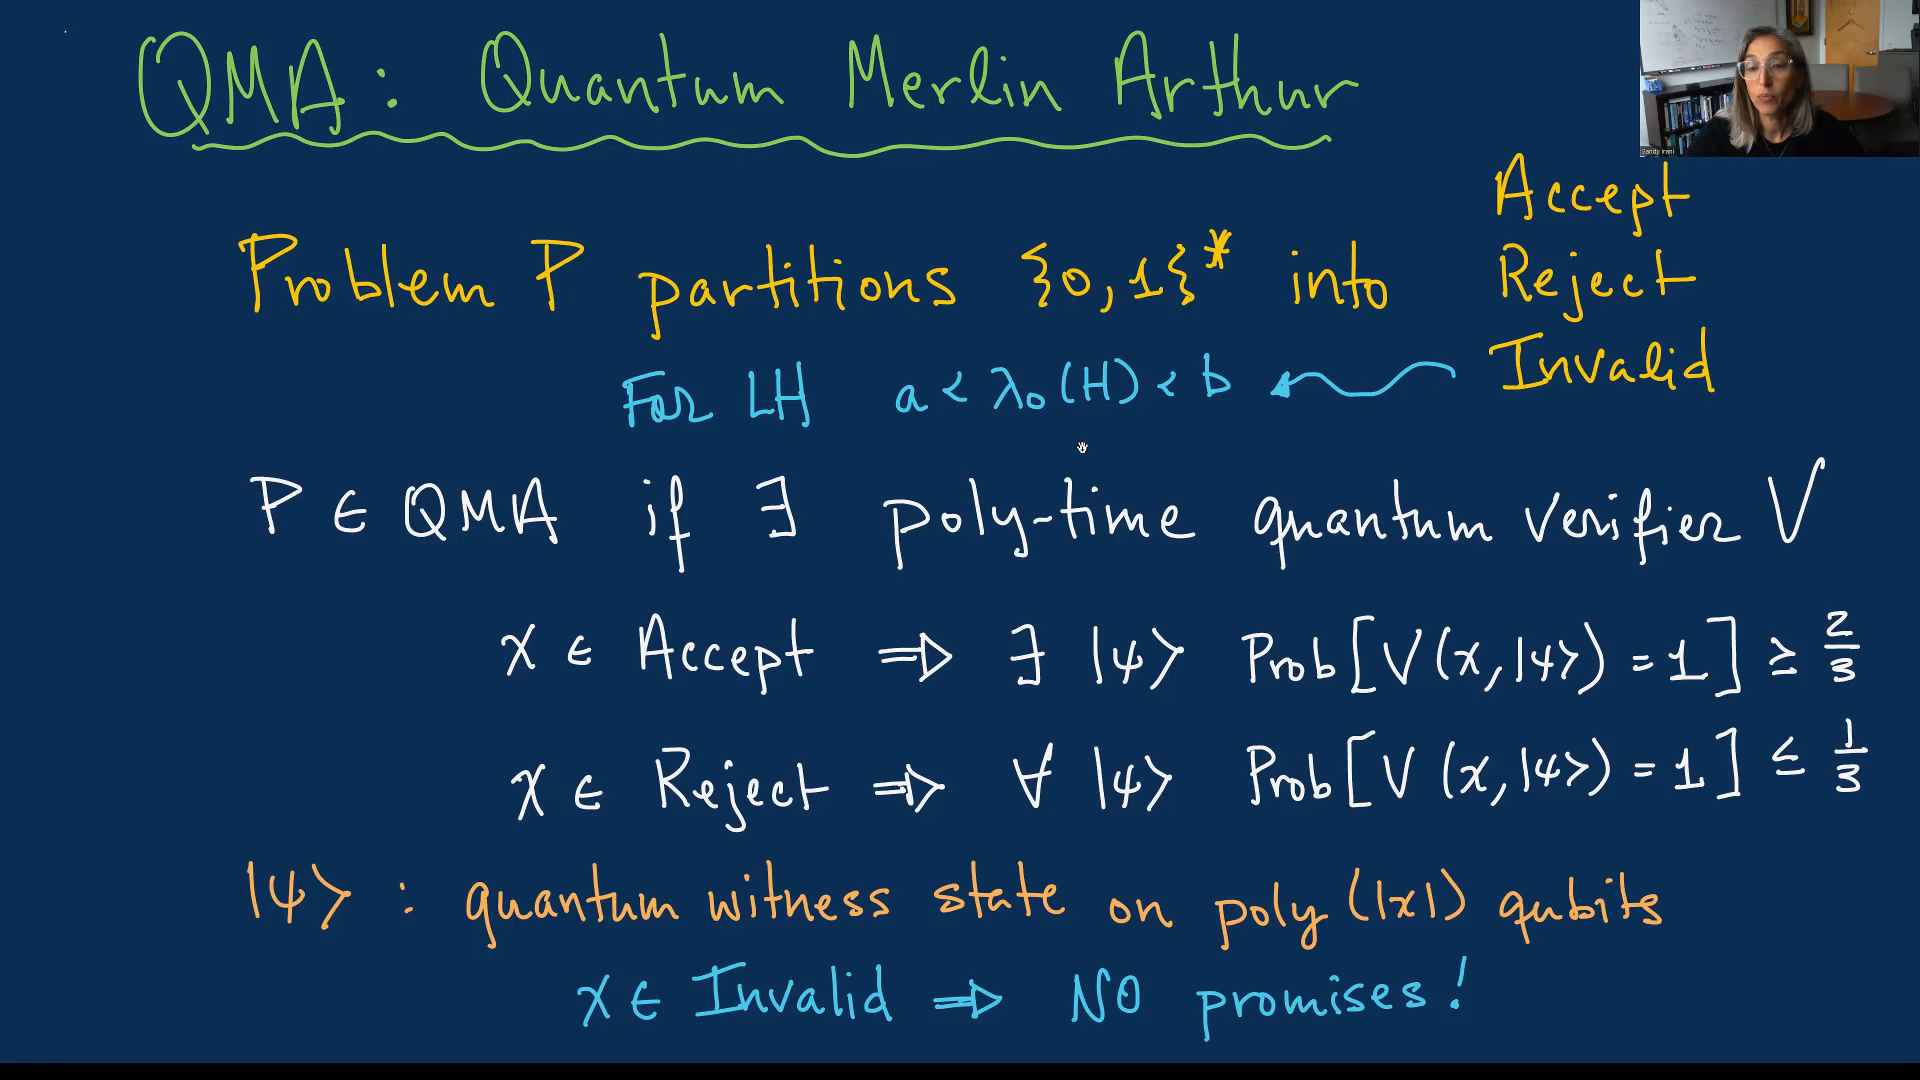 QMA: Quantum Merlin Arthur
Sandy Irani
Accept
Problem P partitions {0,1}* into Reject
Invalid
For LH a < λ₀(H) < b
P ∈ QMA if ∃ poly-time quantum verifier V
x ∈ Accept ⇒ ∃ |ψ⟩ Prob[V(x,|ψ⟩) = 1] ≥ 2/3
x ∈ Reject ⇒ ∀ |ψ⟩ Prob[V(x,|ψ⟩) = 1] ≤ 1/3
|ψ⟩ : quantum witness state on poly(|x|) qubits
x ∈ Invalid ⇒ NO promises!